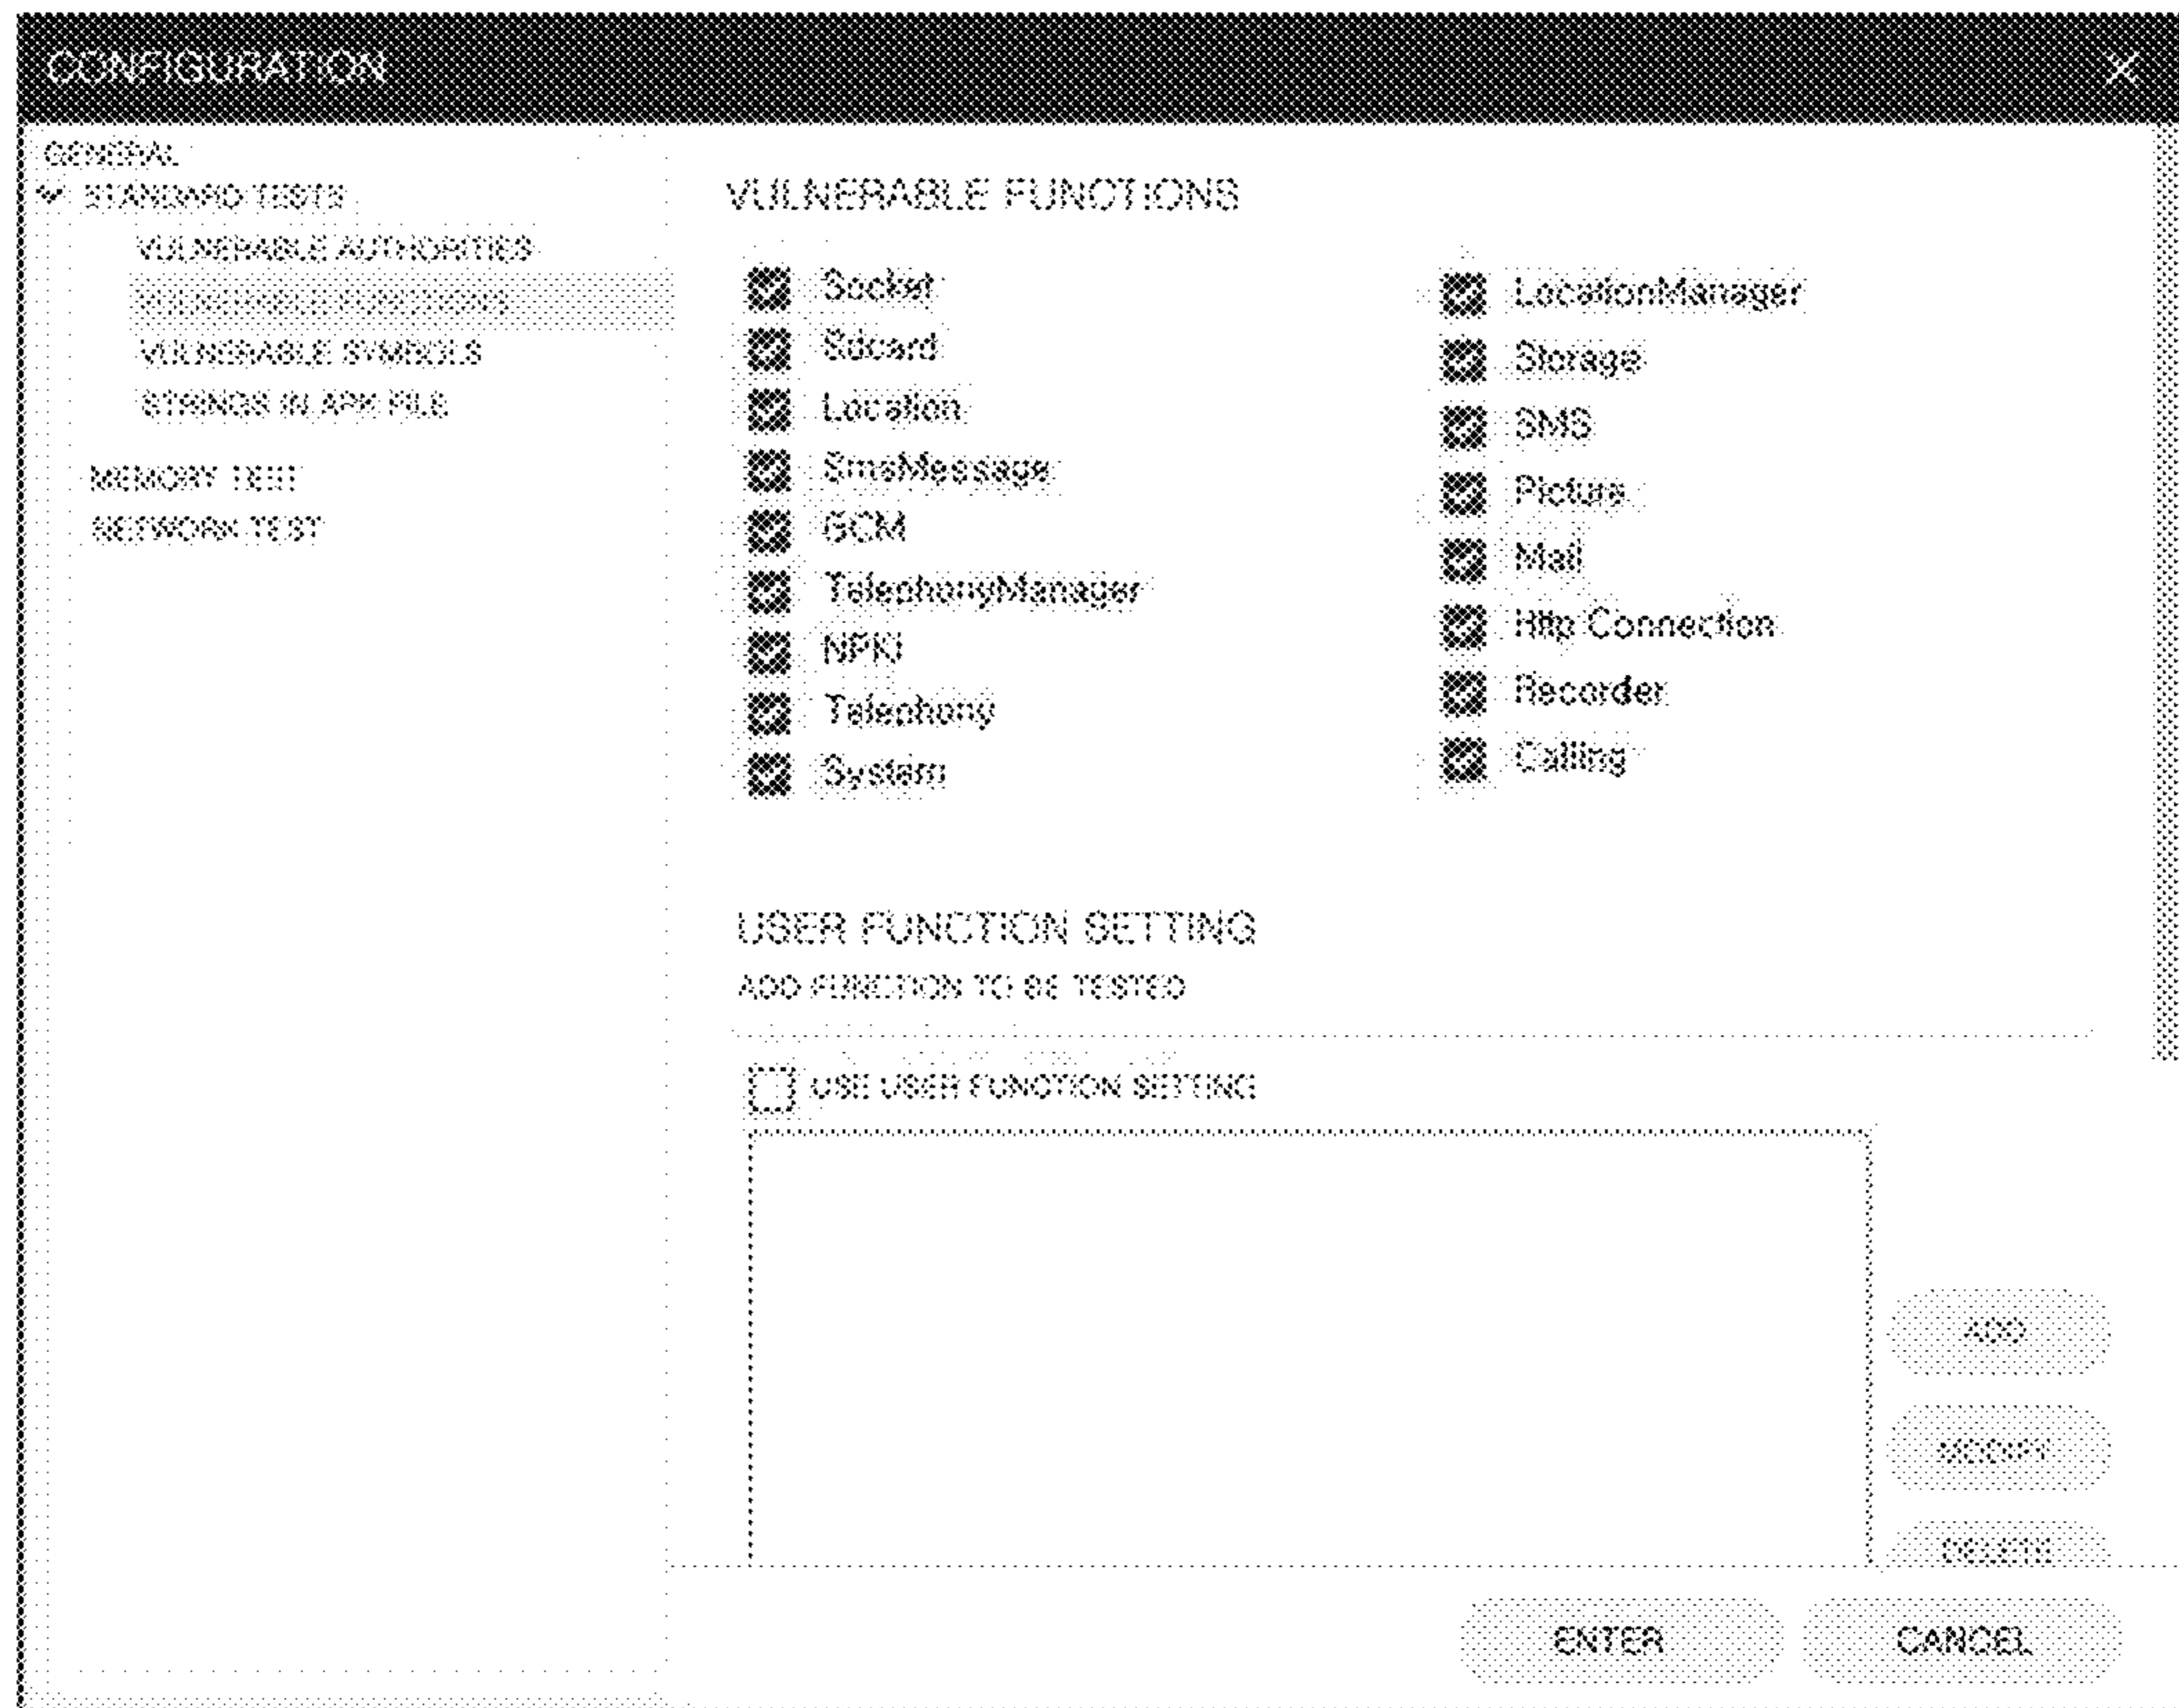 CONFIGURATION
GENERAL
STANDARD TESTS
VULNERABLE AUTHORITIES
VULNERABLE FUNCTIONS
VULNERABLE SYMBOLS
STRINGS IN APK FILE
MEMORY TEST
NETWORK TEST
VULNERABLE FUNCTIONS
Socket
Sdcard
Location
SmsMessage
GCM
TelephonyManager
NPKI
Telephony
System
LocationManager
Storage
SMS
Picture
Mail
Http Connection
Recorder
Calling
USER FUNCTION SETTING
ADD FUNCTION TO BE TESTED
USE USER FUNCTION SETTING
ADD
MODIFY
DELETE
ENTER
CANCEL